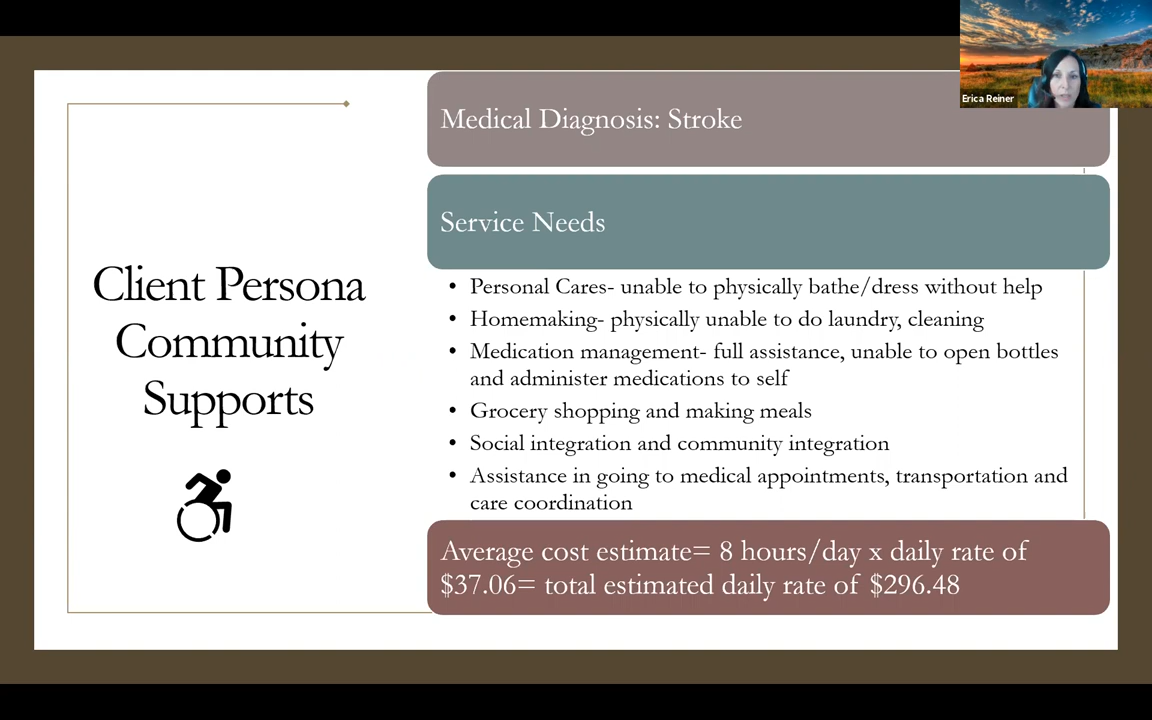 Erica Reiner
Medical Diagnosis: Stroke
Service Needs
Client Persona
Community
Supports
• Personal Cares- unable to physically bathe/dress without help
• Homemaking- physically unable to do laundry, cleaning
• Medication management- full assistance, unable to open bottles
and administer medications to self
• Grocery shopping and making meals
• Social integration and community integration
• Assistance in going to medical appointments, transportation and
care coordination
Average cost estimate= 8 hours/day x daily rate of
$37.06= total estimated daily rate of $296.48